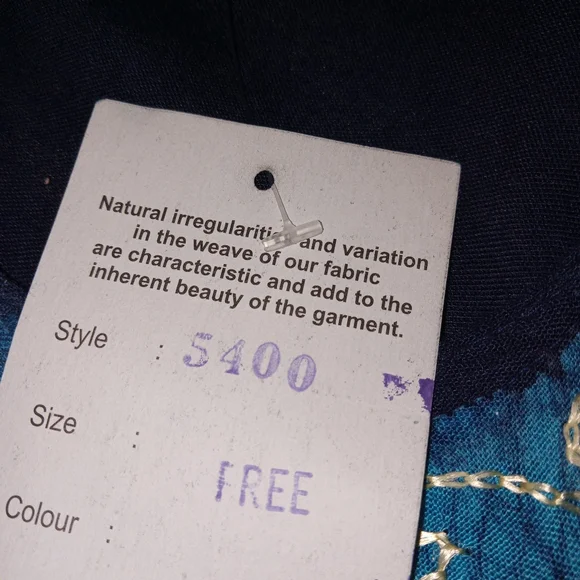 Natural irregularities and variation
in the weave of our fabric
are characteristic and add to the
inherent beauty of the garment.
Style : 5400
Size : FREE
Colour :